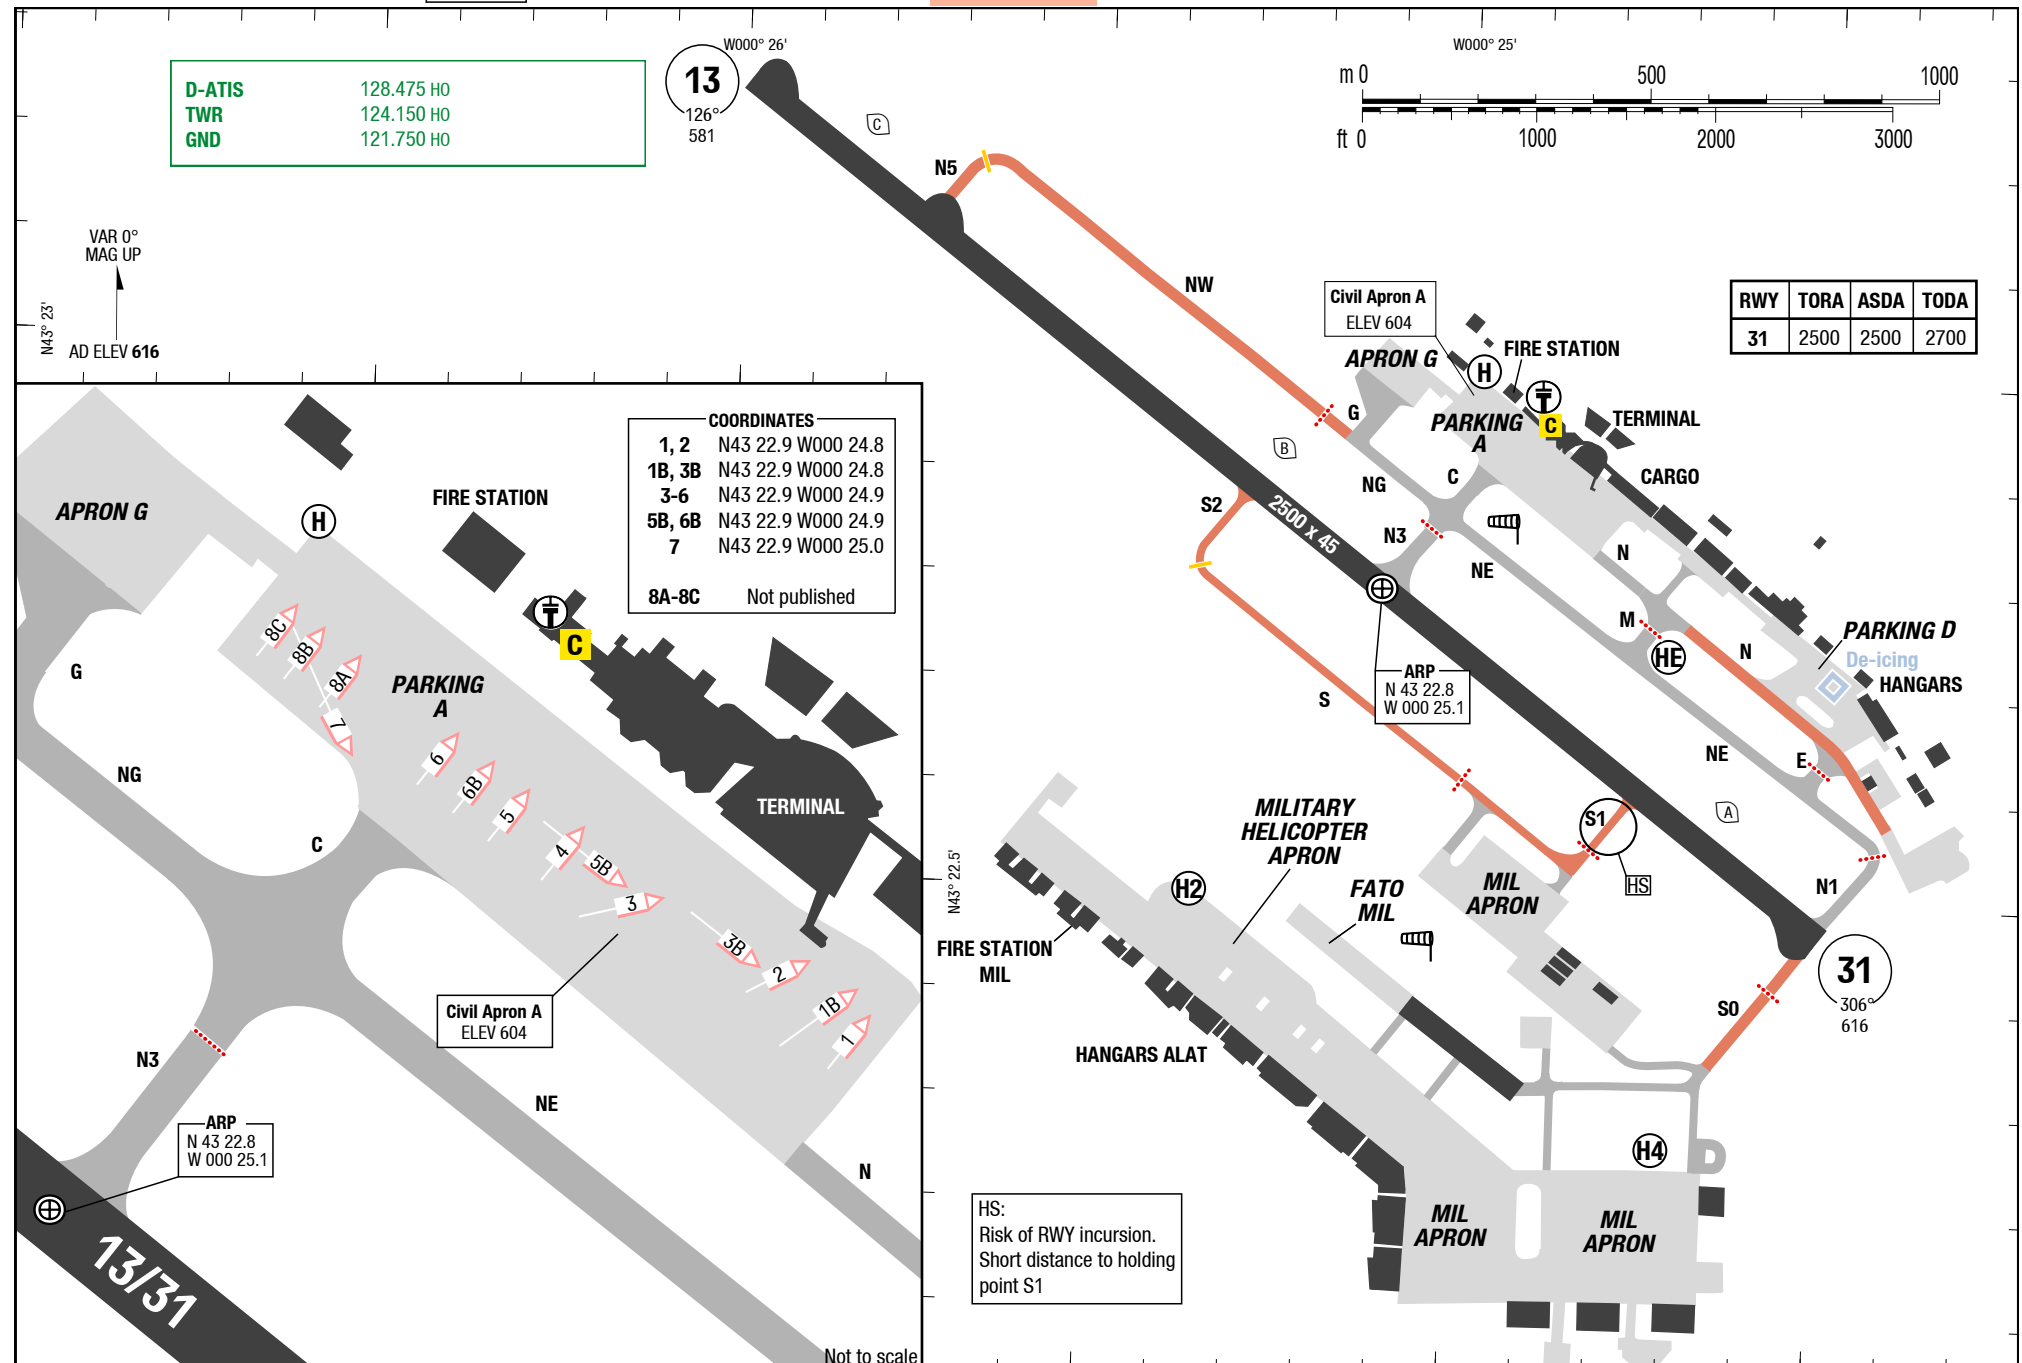 W000° 26'
W000° 25'
D-ATIS 128.475 HO
TWR 124.150 HO
GND 121.750 HO
13
126°
581
m 0 500 1000
ft 0 1000 2000 3000
C
N5
VAR 0°
MAG UP
N43° 23'
AD ELEV 616
NW
Civil Apron A
ELEV 604
RWY TORA ASDA TODA
31 2500 2500 2700
APRON G
H
FIRE STATION
G
PARKING
A
C
TERMINAL
B
C
CARGO
NG
S2
2500 x 45
N3
N
NE
M
HE
N
PARKING D
De-icing
HANGARS
ARP
N 43 22.8
W 000 25.1
S
NE
E
A
S1
HS
MILITARY
HELICOPTER
APRON
N43° 22.5'
H2
FATO
MIL
MIL
APRON
N1
FIRE STATION
MIL
31
306°
616
S0
HANGARS ALAT
H4
MIL
APRON
MIL
APRON
HS:
Risk of RWY incursion.
Short distance to holding
point S1
COORDINATES
1, 2 N43 22.9 W000 24.8
1B, 3B N43 22.9 W000 24.8
3-6 N43 22.9 W000 24.9
5B, 6B N43 22.9 W000 24.9
7 N43 22.9 W000 25.0
8A-8C Not published
APRON G
H
FIRE STATION
C
8C
8B
8A
7
G
PARKING
A
6
6B
5
4
5B
3
3B
2
1B
1
TERMINAL
NG
C
Civil Apron A
ELEV 604
N3
NE
ARP
N 43 22.8
W 000 25.1
N
13/31
Not to scale